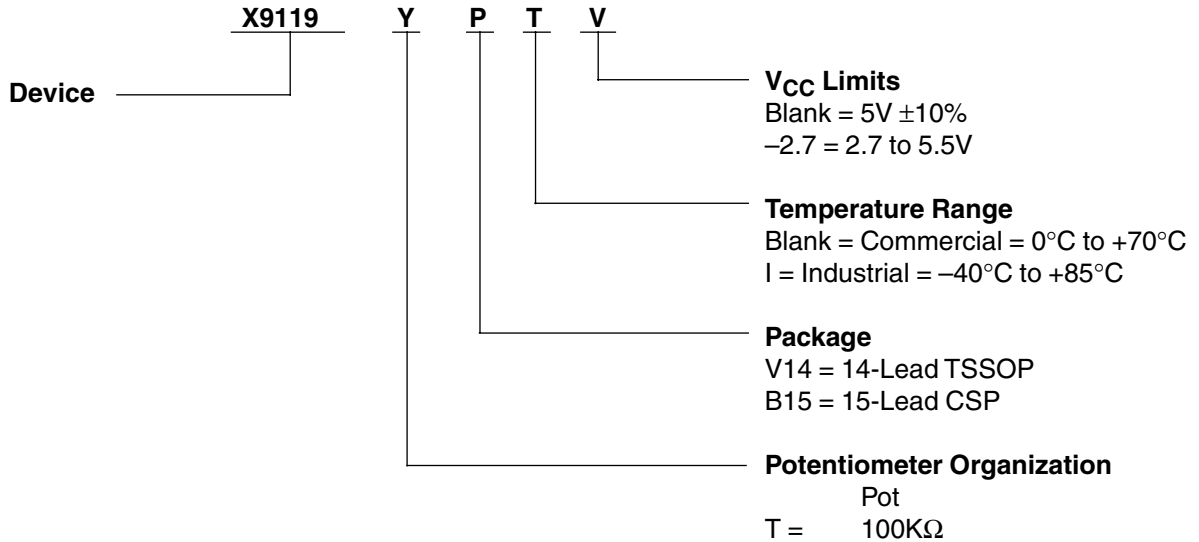 X9119 Y P T V
Device
VCC Limits
Blank = 5V ±10%
–2.7 = 2.7 to 5.5V
Temperature Range
Blank = Commercial = 0°C to +70°C
I = Industrial = –40°C to +85°C
Package
V14 = 14-Lead TSSOP
B15 = 15-Lead CSP
Potentiometer Organization
Pot
T = 100KΩ